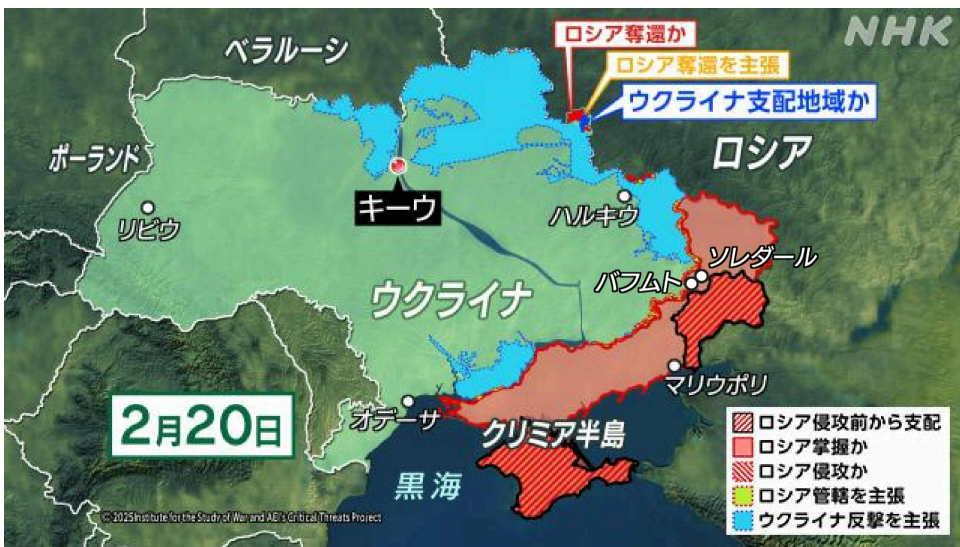 NHK
ロシア奪還か
ベラルーシ
ロシア奪還を主張
ウクライナ支配地域か
ポーランド
ロシア
キーウ
リビウ
ハルキウ
ソレダール
バフムト
ウクライナ
マリウポリ
オデーサ
2月20日
クリミア半島
黒海
ロシア侵攻前から支配
ロシア掌握か
ロシア侵攻か
ロシア管轄を主張
ウクライナ反撃を主張
© 2025Institute for the Study of War and AEI's Critical Threats Project